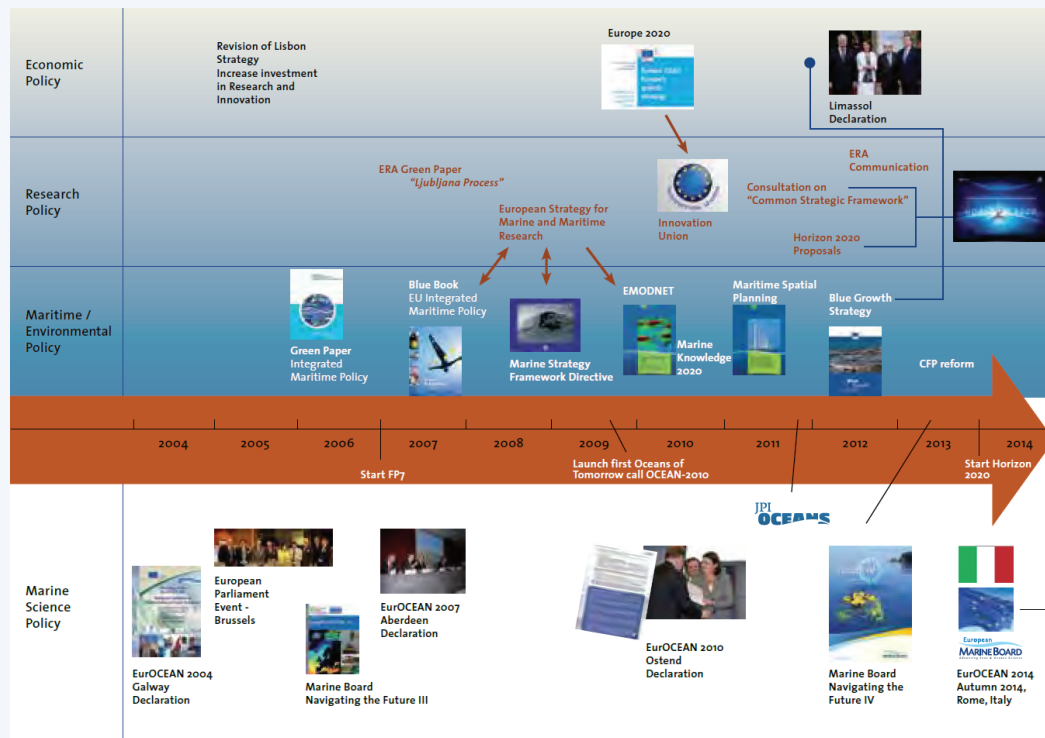 Economic
Policy
Revision of Lisbon
Strategy
Increase investment
in Research and
Innovation
Europe 2020
Limassol
Declaration
Research
Policy
ERA Green Paper
"Ljubljana Process"
European Strategy for
Marine and Maritime
Research
Innovation
Union
ERA
Communication
Consultation on
"Common Strategic Framework"
Horizon 2020
Proposals
Maritime /
Environmental
Policy
Green Paper
Integrated
Maritime Policy
Blue Book
EU Integrated
Maritime Policy
Marine Strategy
Framework Directive
EMODNET
Marine
Knowledge
2020
Maritime Spatial
Planning
Blue Growth
Strategy
CFP reform
2004 2005 2006 2007 2008 2009 2010 2011 2012 2013 2014
Start FP7
Launch first Oceans of
Tomorrow call OCEAN-2010
Start Horizon
2020
JPI
OCEANS
Marine
Science
Policy
EurOCEAN 2004
Galway
Declaration
European
Parliament
Event -
Brussels
Marine Board
Navigating the Future III
EurOCEAN 2007
Aberdeen
Declaration
EurOCEAN 2010
Ostend
Declaration
Marine Board
Navigating the
Future IV
European
MARINE BOARD
EurOCEAN 2014
Autumn 2014,
Rome, Italy